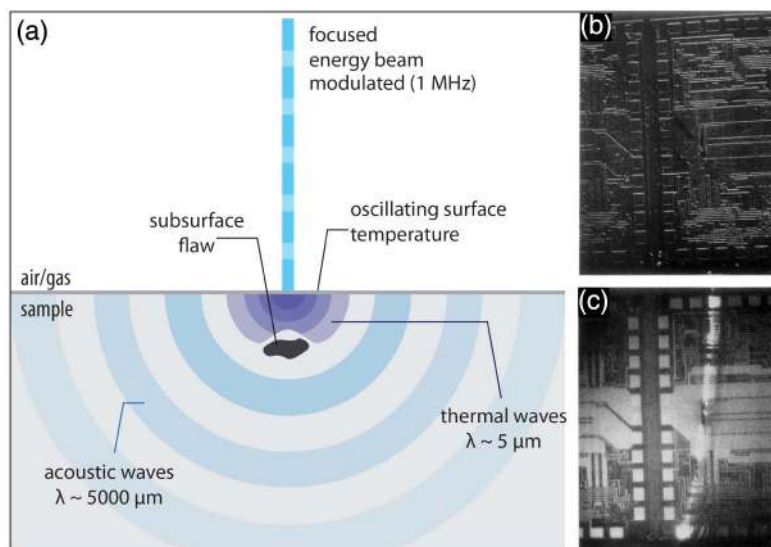 (a)
focused
energy beam
modulated (1 MHz)
subsurface
flaw
oscillating surface
temperature
air/gas
sample
thermal waves
λ ~ 5 μm
acoustic waves
λ ~ 5000 μm
(b)
(c)